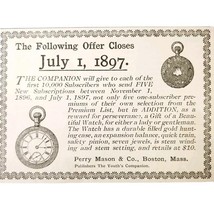 The Following Offer Closes
July 1, 1897.
THE COMPANION will give to each of the
first 10,000 Subscribers who send FIVE
New Subscriptions between November 1,
1896, and July 1, 1897, not only the one-subscriber pre-
miums of their own selection from the
Premium List, but in ADDITION, as a
reward for perseverance, a Gift of a Beau-
tiful Watch, for either a lady or gentleman.
The Watch has a durable filled gold hunt-
ing case, an expansion balance, quick train,
safety pinion, seven jewels, is stem wind-
ing and stem setting, and retails at $10.
Perry Mason & Co., Boston, Mass.
Publishers The Youth's Companion.